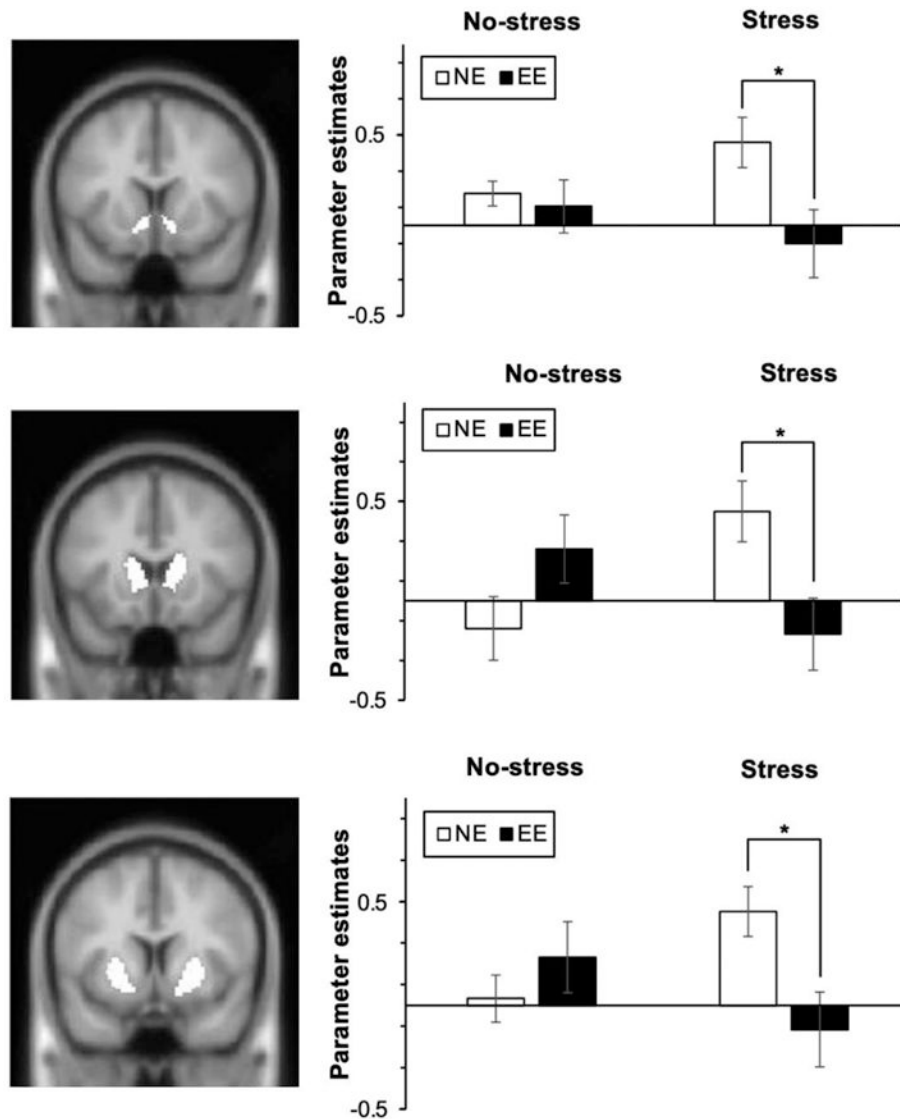 No-stress Stress
NE EE
*
Parameter estimates
0.5
-0.5
No-stress Stress
NE EE
*
Parameter estimates
0.5
-0.5
No-stress Stress
NE EE
*
Parameter estimates
0.5
-0.5